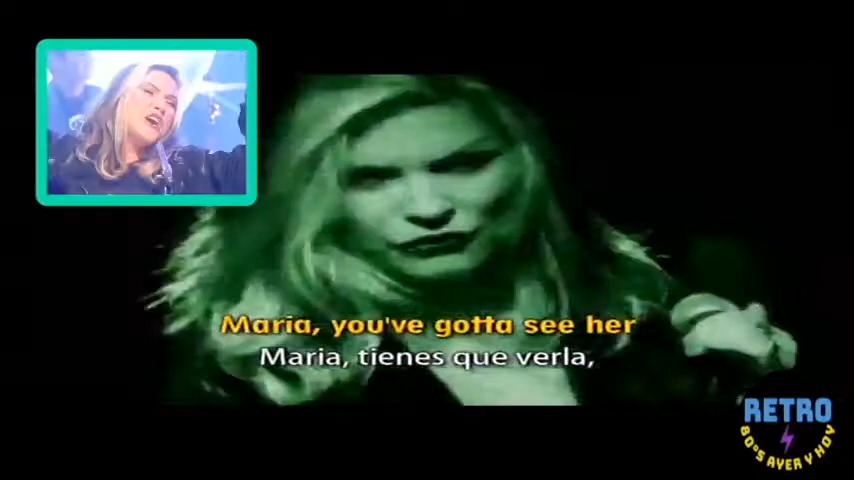 Maria, you've gotta see her
Maria, tienes que verla,
RETRO
80's AYER Y HOY